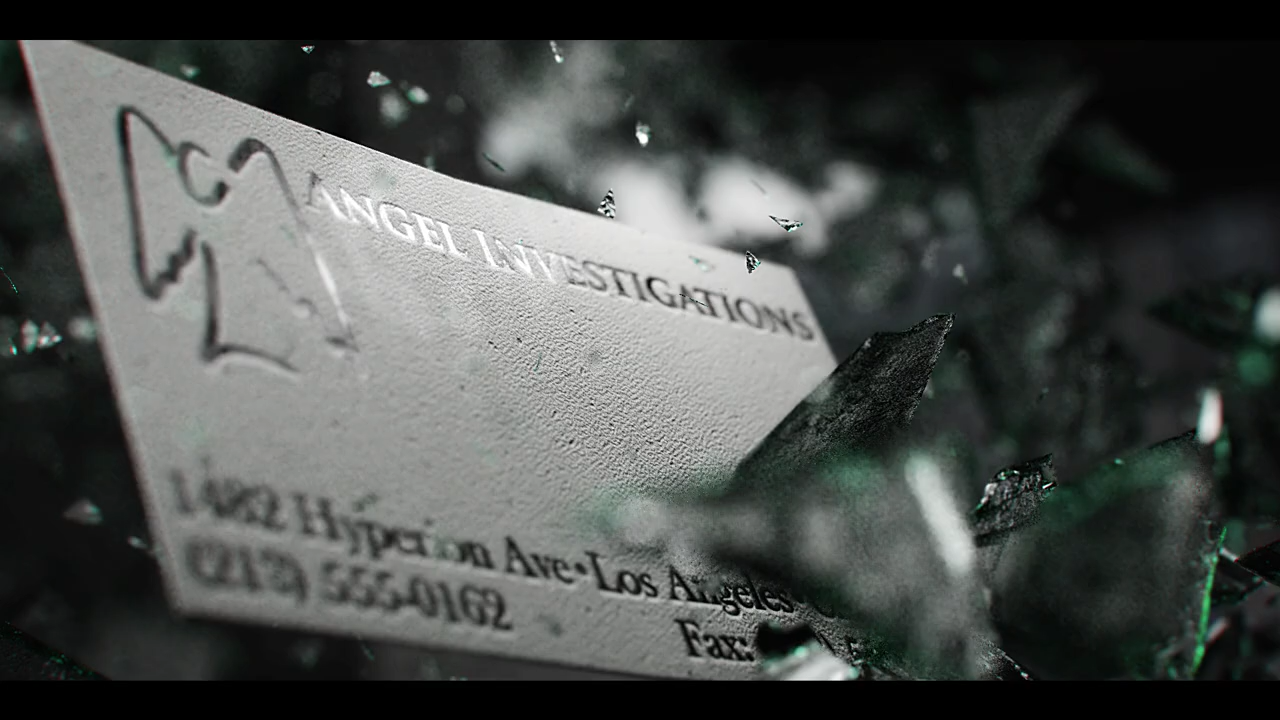 ANGEL INVESTIGATIONS
1482 Hyperion Ave•Los Angeles
(213) 555-0162
Fax: